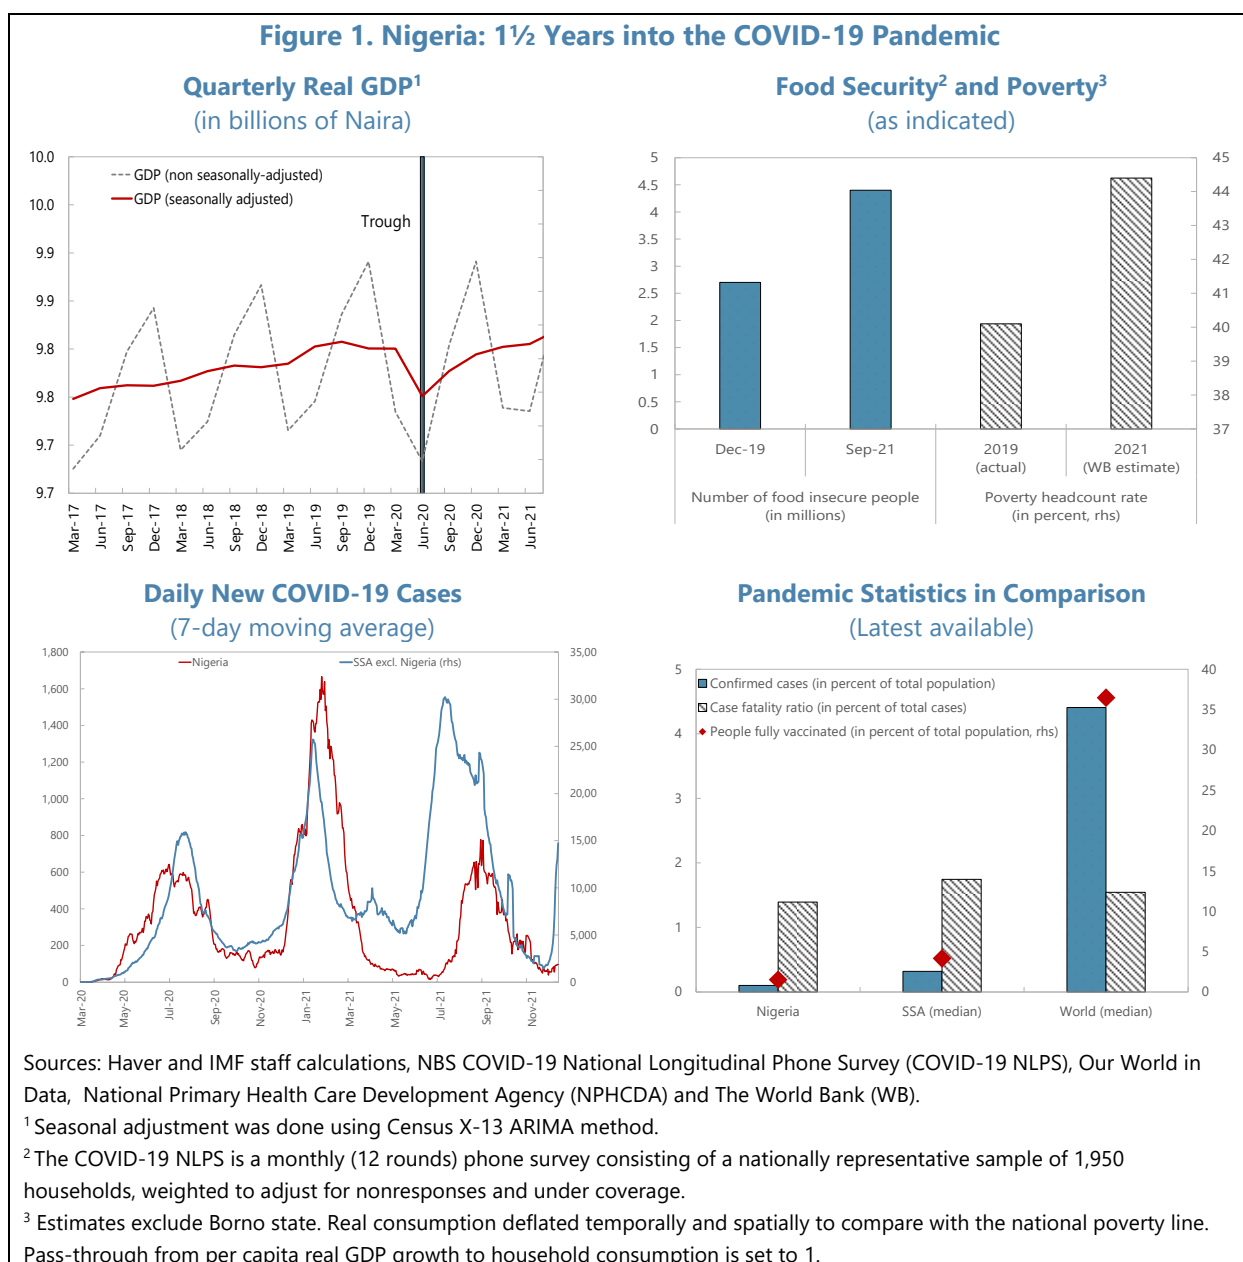 Figure 1. Nigeria: 1½ Years into the COVID-19 Pandemic
Quarterly Real GDP¹
(in billions of Naira)
10.0
10.0
9.9
9.9
9.8
9.8
9.7
9.7
GDP (non seasonally-adjusted)
GDP (seasonally adjusted)
Trough
Mar-17
Jun-17
Sep-17
Dec-17
Mar-18
Jun-18
Sep-18
Dec-18
Mar-19
Jun-19
Sep-19
Dec-19
Mar-20
Jun-20
Sep-20
Dec-20
Mar-21
Jun-21
Food Security² and Poverty³
(as indicated)
5
4.5
4
3.5
3
2.5
2
1.5
1
0.5
0
45
44
43
42
41
40
39
38
37
Dec-19
Sep-21
2019
(actual)
2021
(WB estimate)
Number of food insecure people
(in millions)
Poverty headcount rate
(in percent, rhs)
Daily New COVID-19 Cases
(7-day moving average)
1,800
1,600
1,400
1,200
1,000
800
600
400
200
0
Nigeria
SSA excl. Nigeria (rhs)
35,00
30,00
25,00
20,00
15,00
10,00
5,000
0
Mar-20
May-20
Jul-20
Sep-20
Nov-20
Jan-21
Mar-21
May-21
Jul-21
Sep-21
Nov-21
Pandemic Statistics in Comparison
(Latest available)
5
4
3
2
1
0
Confirmed cases (in percent of total population)
Case fatality ratio (in percent of total cases)
People fully vaccinated (in percent of total population, rhs)
40
35
30
25
20
15
10
5
0
Nigeria
SSA (median)
World (median)
Sources: Haver and IMF staff calculations, NBS COVID-19 National Longitudinal Phone Survey (COVID-19 NLPS), Our World in
Data, National Primary Health Care Development Agency (NPHCDA) and The World Bank (WB).
¹ Seasonal adjustment was done using Census X-13 ARIMA method.
² The COVID-19 NLPS is a monthly (12 rounds) phone survey consisting of a nationally representative sample of 1,950
households, weighted to adjust for nonresponses and under coverage.
³ Estimates exclude Borno state. Real consumption deflated temporally and spatially to compare with the national poverty line.
Pass-through from per capita real GDP growth to household consumption is set to 1.